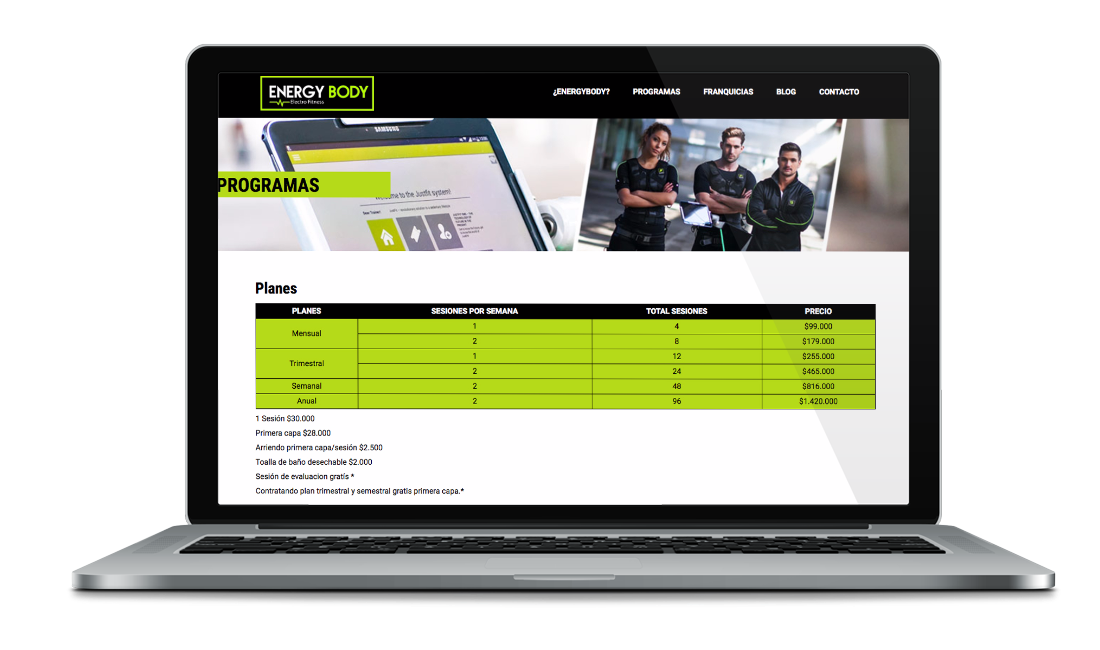 ENERGY BODY
Electro Fitness
¿ENERGYBODY? PROGRAMAS FRANQUICIAS BLOG CONTACTO
SAMSUNG
PROGRAMAS
to the Justfit system!
Planes
PLANES SESIONES POR SEMANA TOTAL SESIONES PRECIO
Mensual 1 4 $99.000
2 8 $179.000
Trimestral 1 12 $255.000
2 24 $465.000
Semanal 2 48 $816.000
Anual 2 96 $1.420.000
1 Sesión $30.000
Primera capa $28.000
Arriendo primera capa/sesión $2.500
Toalla de baño desechable $2.000
Sesión de evaluacion gratís *
Contratando plan trimestral y semestral gratis primera capa.*